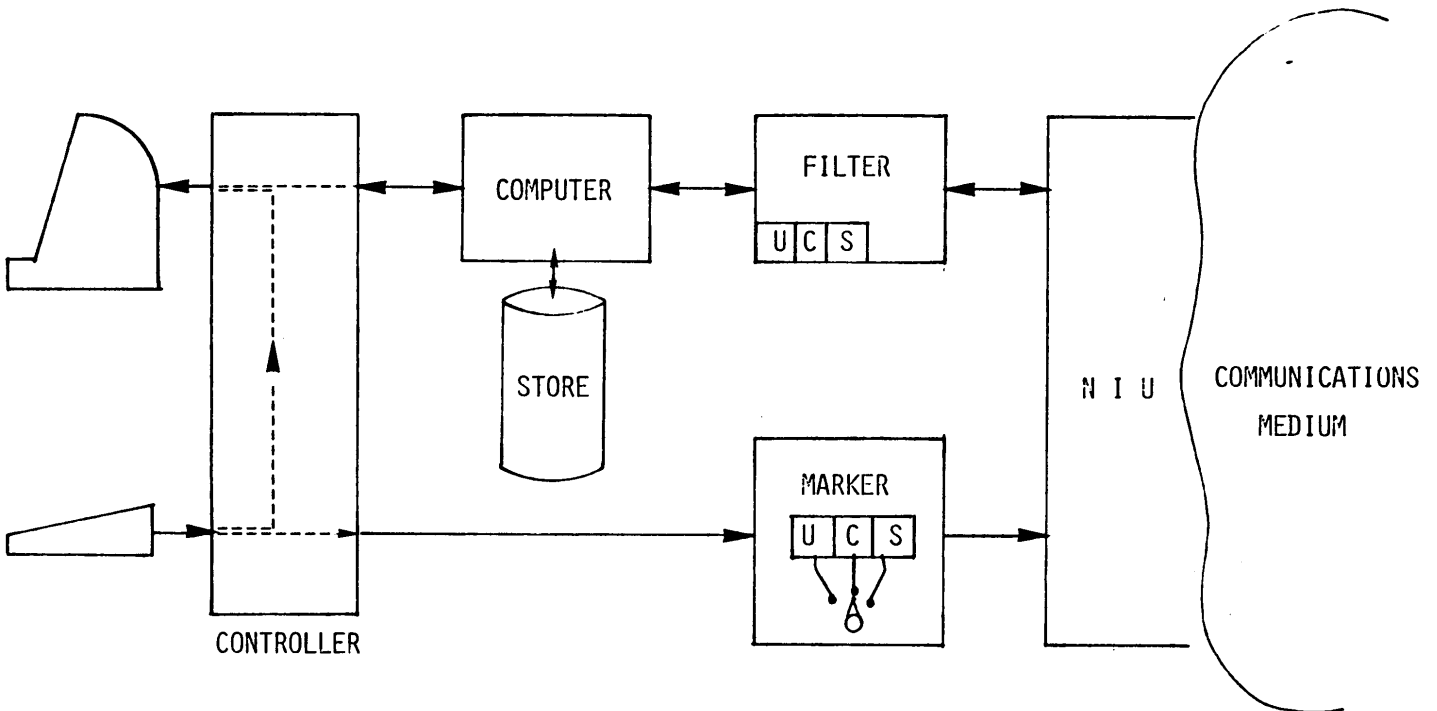 COMPUTER
FILTER
U C S
STORE
N I U
COMMUNICATIONS
MEDIUM
MARKER
U C S
CONTROLLER